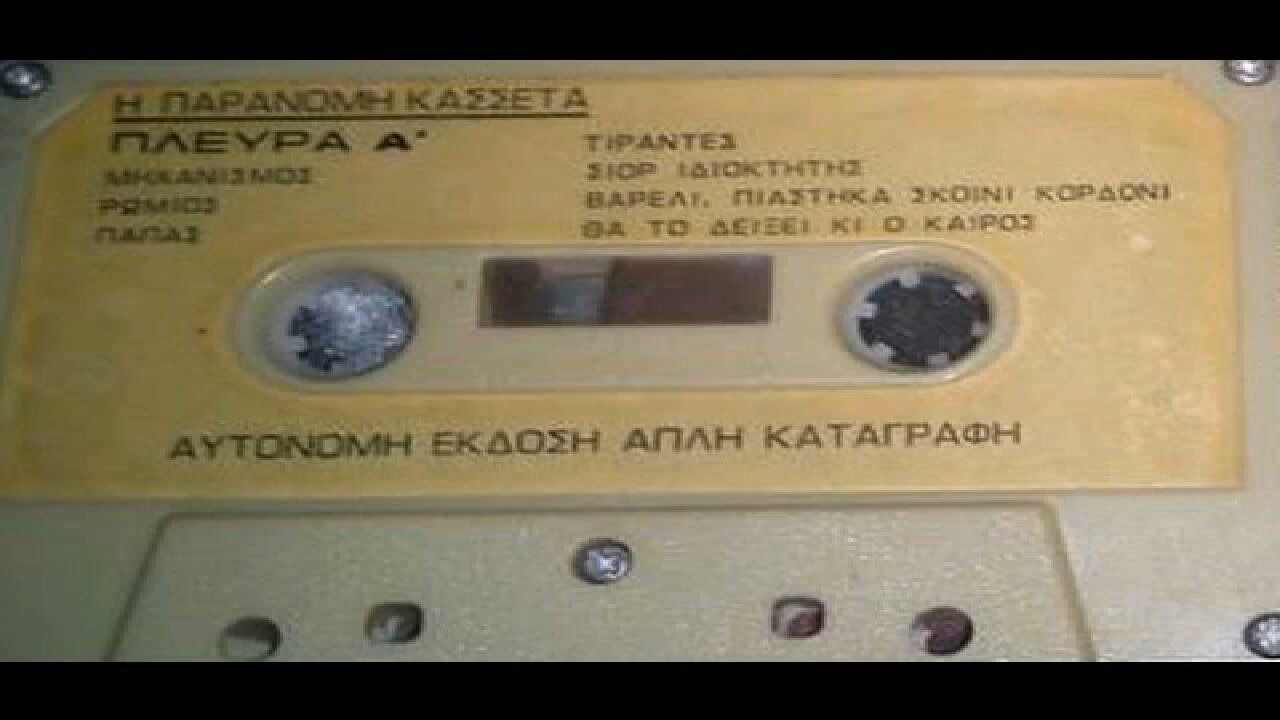 Η ΠΑΡΑΝΟΜΗ ΚΑΣΣΕΤΑ
ΠΛΕΥΡΑ Α'
ΜΗΧΑΝΙΣΜΟΣ
ΡΩΜΙΟΣ
ΠΑΠΑΣ
ΤΙΡΑΝΤΕΣ
ΣΙΟΡ ΙΔΙΟΚΤΗΤΗΣ
ΒΑΡΕΛΙ, ΠΙΑΣΤΗΚΑ ΣΚΟΙΝΙ ΚΟΡΔΟΝΙ
ΘΑ ΤΟ ΔΕΙΞΕΙ ΚΙ Ο ΚΑΙΡΟΣ
ΑΥΤΟΝΟΜΗ ΕΚΔΟΣΗ ΑΠΛΗ ΚΑΤΑΓΡΑΦΗ